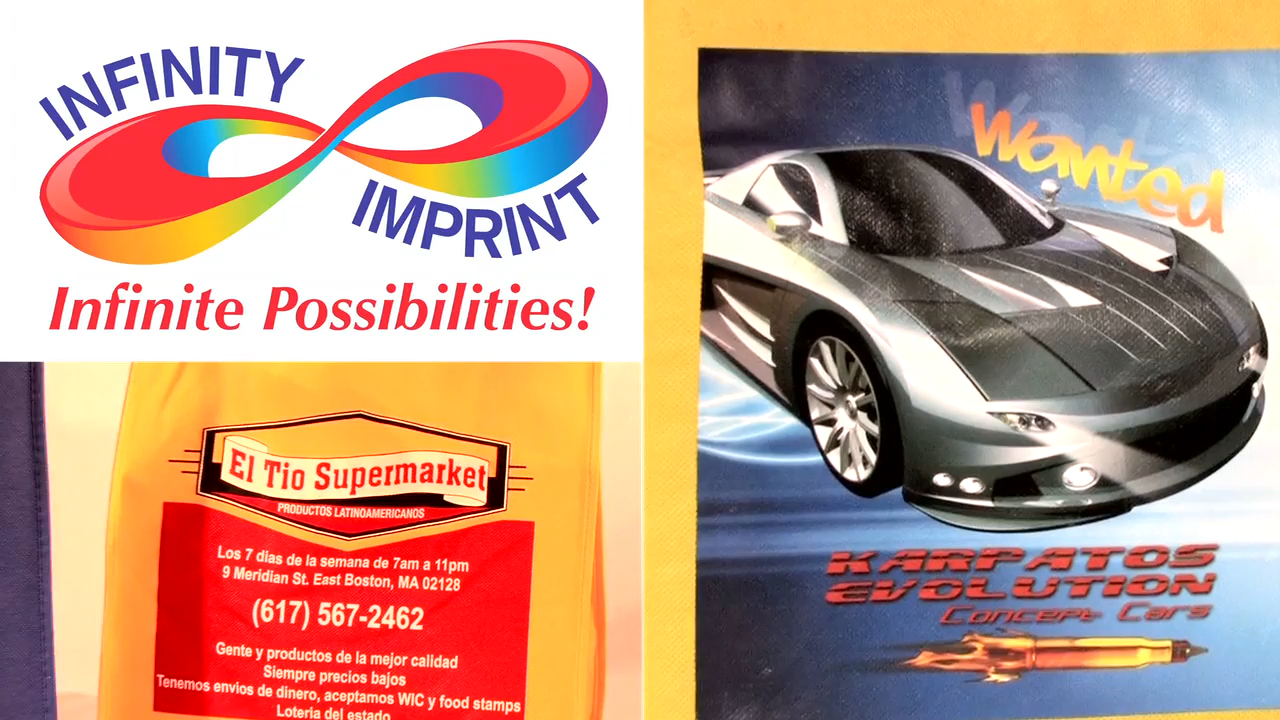 INFINITY
IMPRINT
Infinite Possibilities!
El Tio Supermarket
PRODUCTOS LATINOAMERICANOS
Los 7 dias de la semana de 7am a 11pm
9 Meridian St. East Boston, MA 02128
(617) 567-2462
Gente y productos de la mejor calidad
Siempre precios bajos
Tenemos envios de dinero, aceptamos WIC y food stamps
Loteria del estado
Wanted
KARPATOS
EVOLUTION
Concept Cars